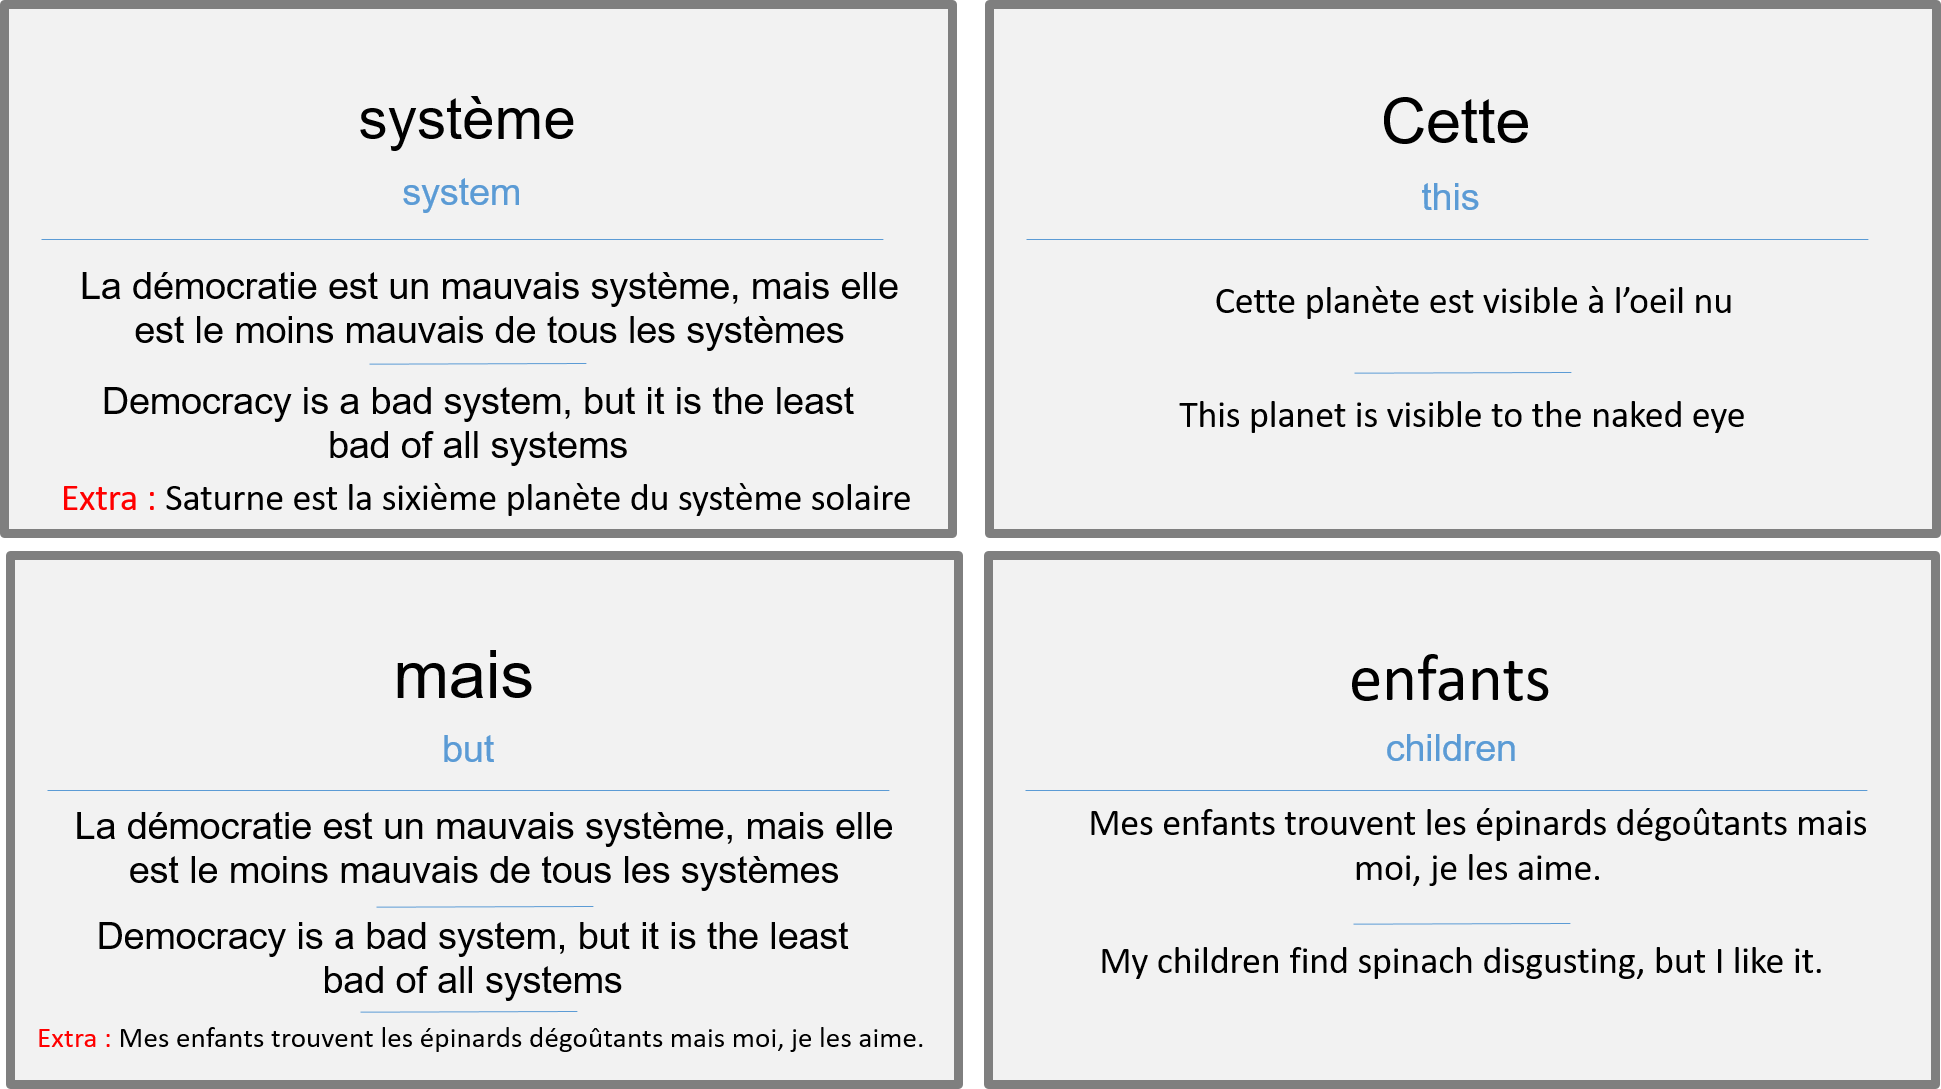 système
system
La démocratie est un mauvais système, mais elle
est le moins mauvais de tous les systèmes
Democracy is a bad system, but it is the least
bad of all systems
Extra : Saturne est la sixième planète du système solaire
Cette
this
Cette planète est visible à l’oeil nu
This planet is visible to the naked eye
mais
but
La démocratie est un mauvais système, mais elle
est le moins mauvais de tous les systèmes
Democracy is a bad system, but it is the least
bad of all systems
Extra : Mes enfants trouvent les épinards dégoûtants mais moi, je les aime.
enfants
children
Mes enfants trouvent les épinards dégoûtants mais
moi, je les aime.
My children find spinach disgusting, but I like it.